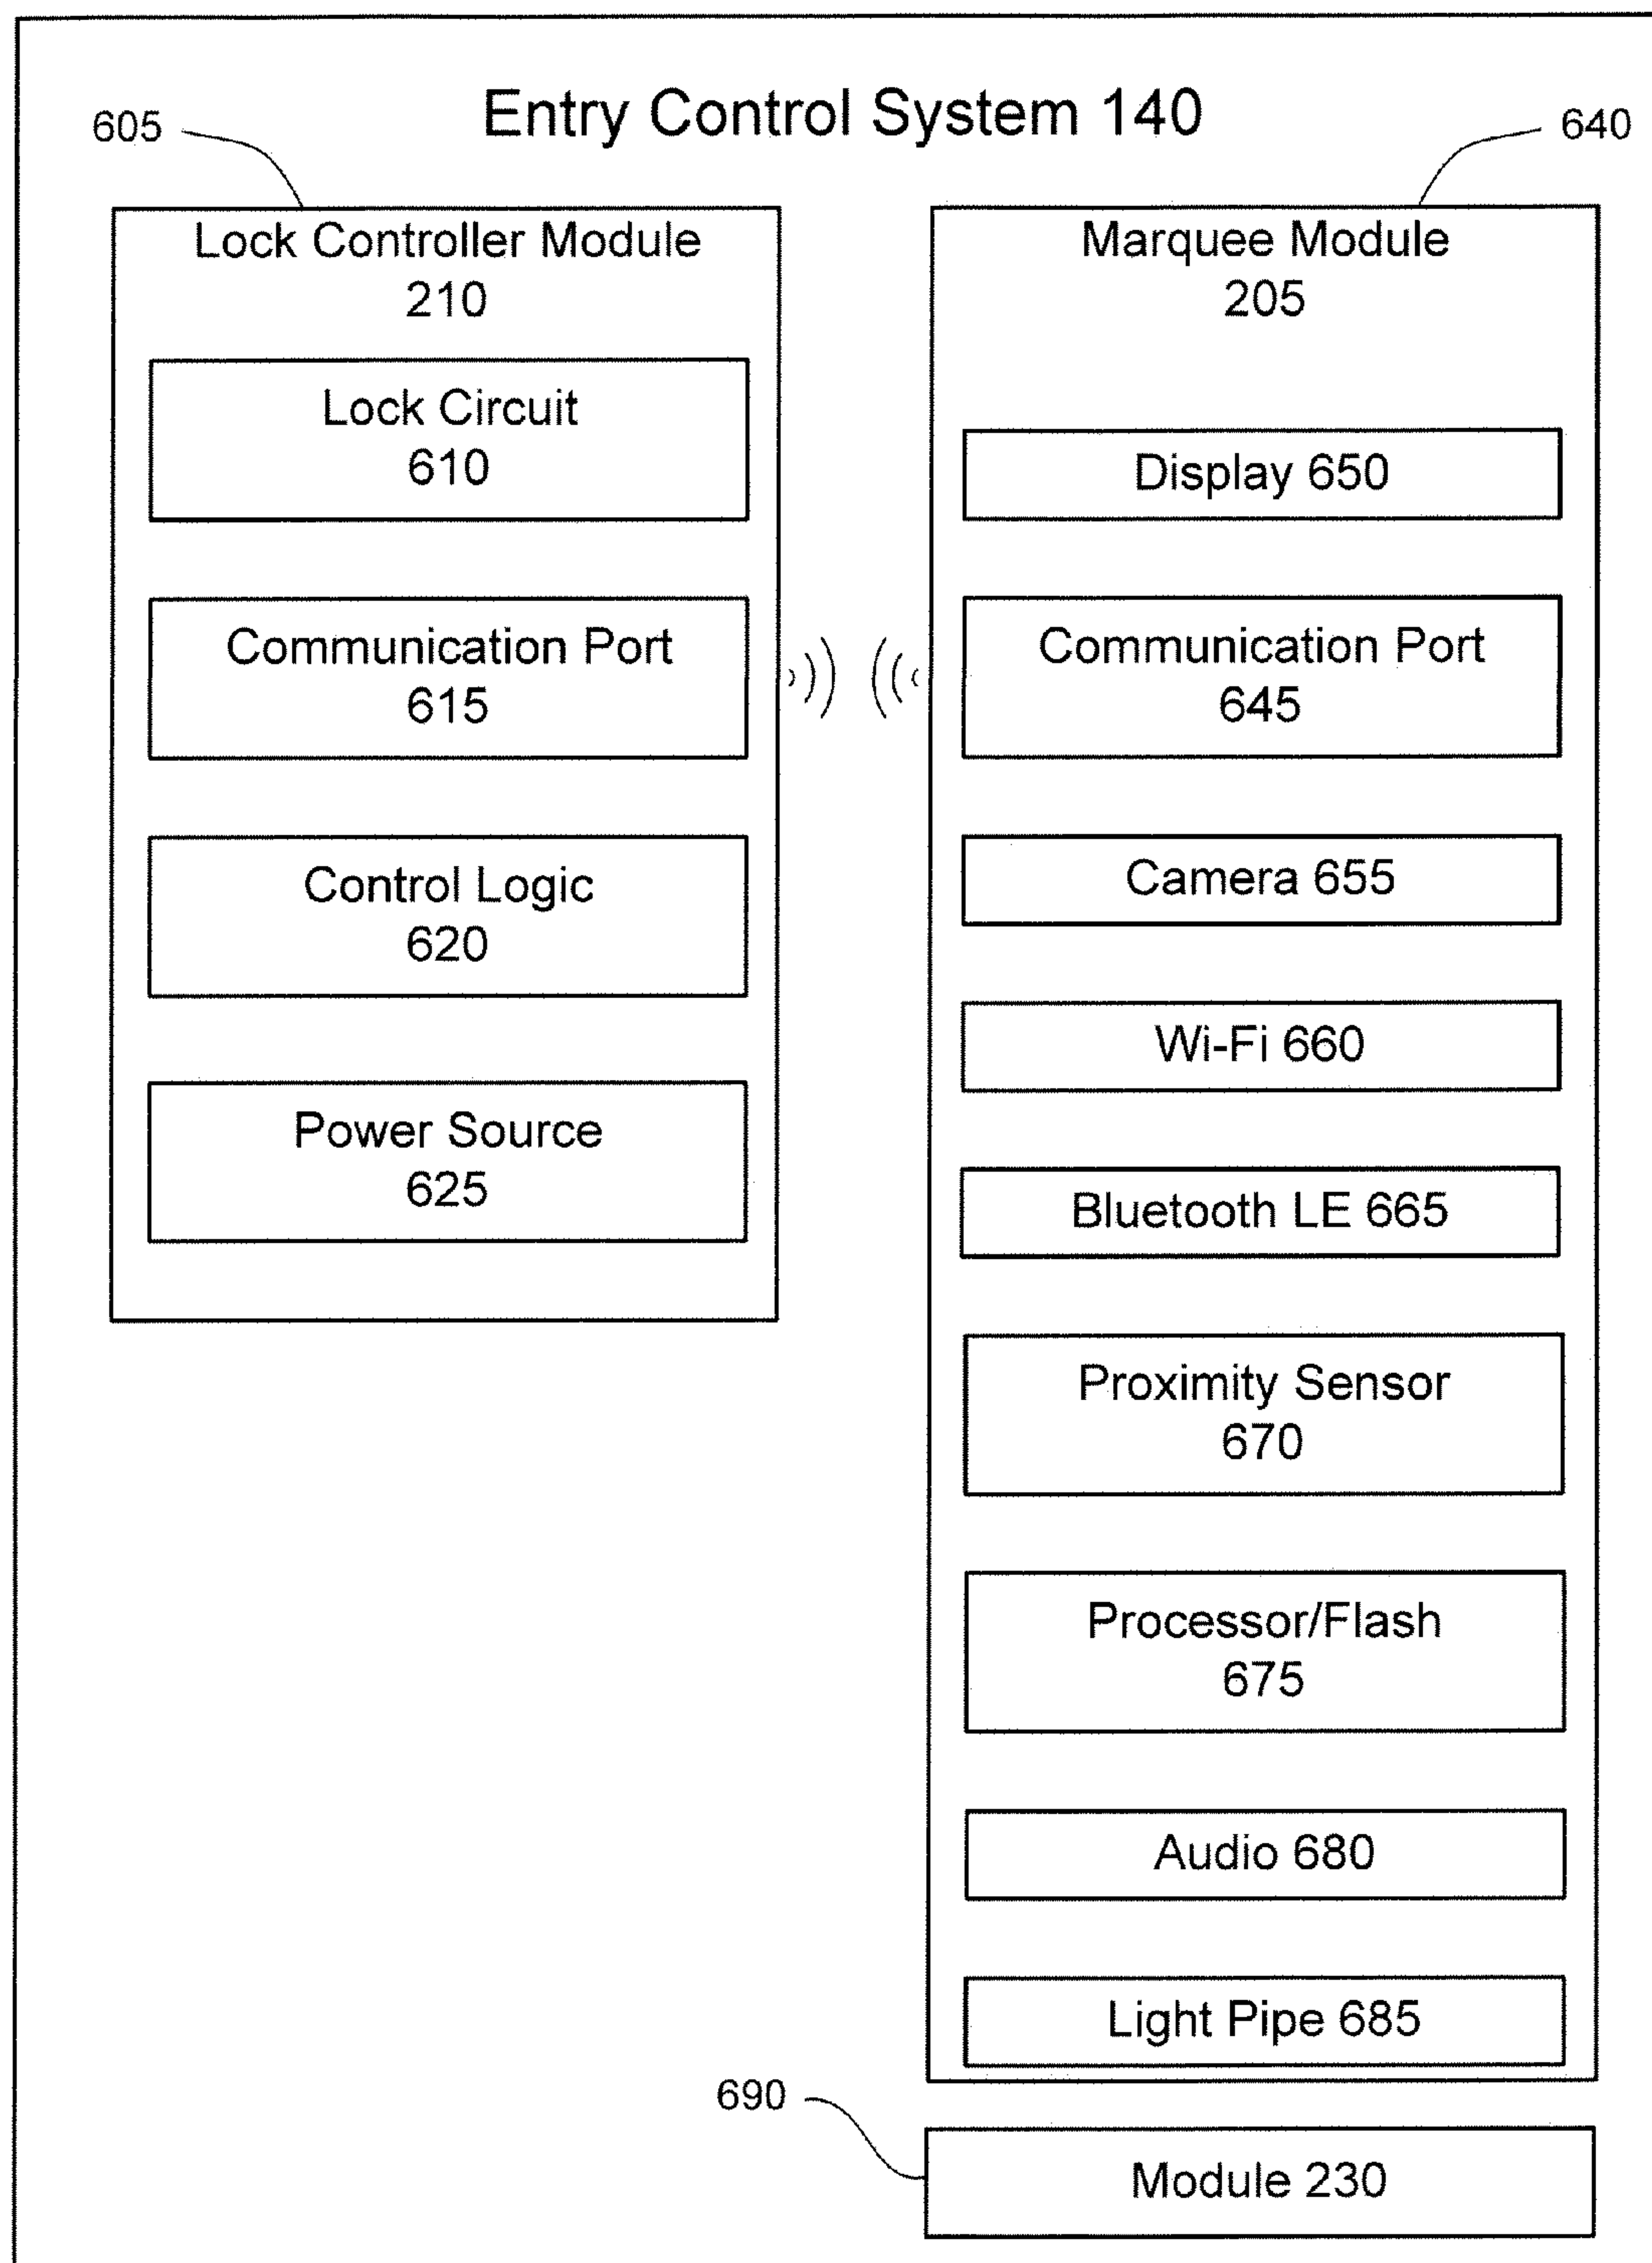 Entry Control System 140
605
640
Lock Controller Module
210
Lock Circuit
610
Communication Port
615
Control Logic
620
Power Source
625
Marquee Module
205
Display 650
Communication Port
645
Camera 655
Wi-Fi 660
Bluetooth LE 665
Proximity Sensor
670
Processor/Flash
675
Audio 680
Light Pipe 685
690
Module 230